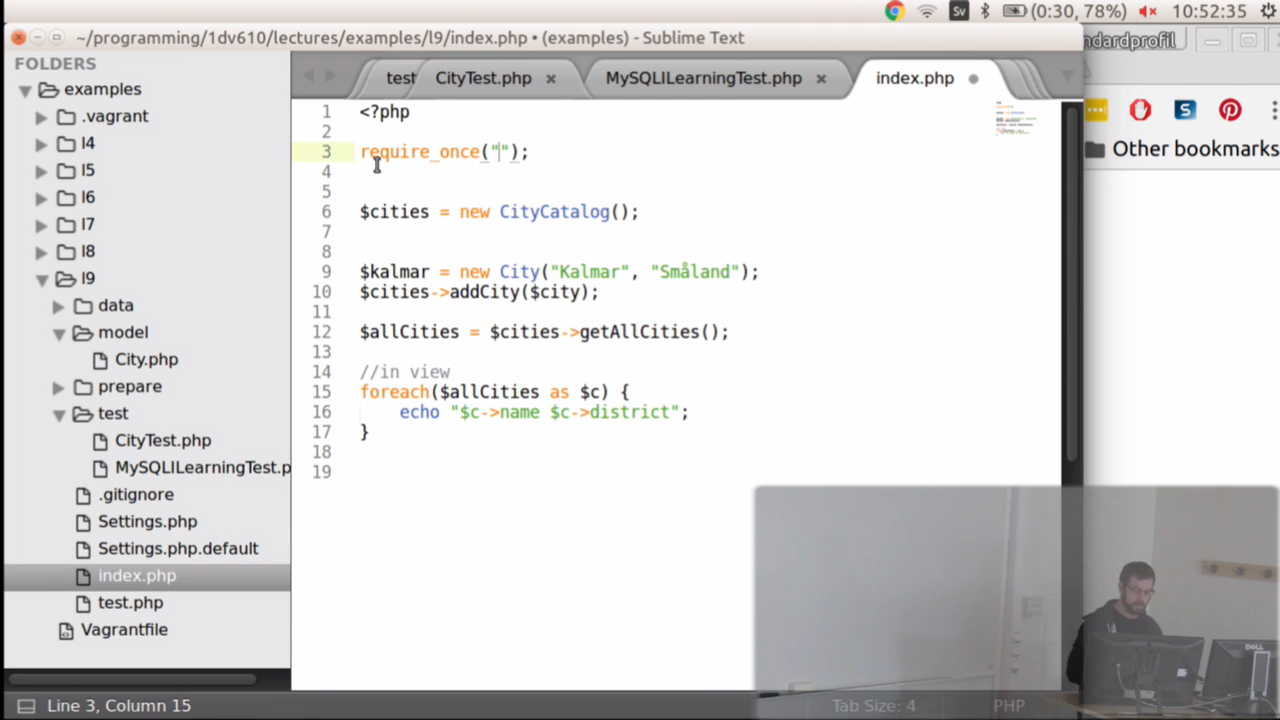 Sv
(0:30, 78%)
10:52:35
~/programming/1dv610/lectures/examples/l9/index.php • (examples) - Sublime Text
ndardprofil
FOLDERS
examples
.vagrant
l4
l5
l6
l7
l8
l9
data
model
City.php
prepare
test
CityTest.php
MySQLILearningTest.p
.gitignore
Settings.php
Settings.php.default
index.php
test.php
Vagrantfile
test
CityTest.php
MySQLILearningTest.php
index.php
1 <?php
2
3 require_once("");
4
5
6 $cities = new CityCatalog();
7
8
9 $kalmar = new City("Kalmar", "Småland");
10 $cities->addCity($city);
11
12 $allCities = $cities->getAllCities();
13
14 //in view
15 foreach($allCities as $c) {
16 echo "$c->name $c->district";
17 }
18
19
Other bookmarks
DELL
Line 3, Column 15
Tab Size: 4
PHP